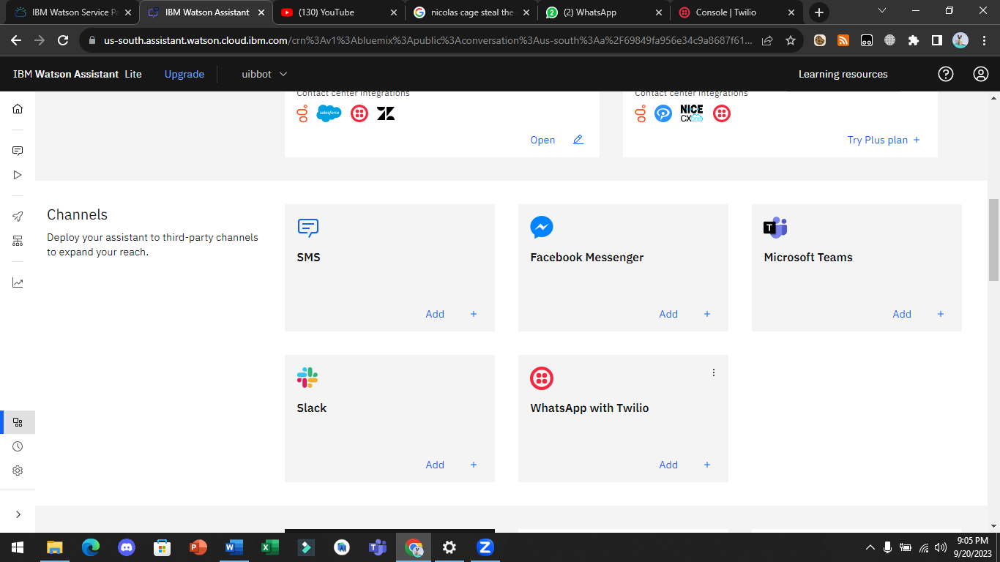 IBM Watson Service Pa
IBM Watson Assistant
(130) YouTube
nicolas cage steal the
(2) WhatsApp
Console | Twilio
us-south.assistant.watson.cloud.ibm.com/crn%3Av1%3Abluemix%3Apublic%3Aconversation%3Aus-south%3Aa%2F69849fa956e34c9a8687f61...
IBM Watson Assistant Lite
Upgrade
uibbot
Learning resources
Contact center integrations
Contact center integrations
salesforce
NICE
CXone
Open
Try Plus plan +
Channels
Deploy your assistant to third-party channels
to expand your reach.
SMS
Add +
Facebook Messenger
Add +
T
Microsoft Teams
Add +
Slack
Add +
WhatsApp with Twilio
Add +
9:05 PM
9/20/2023